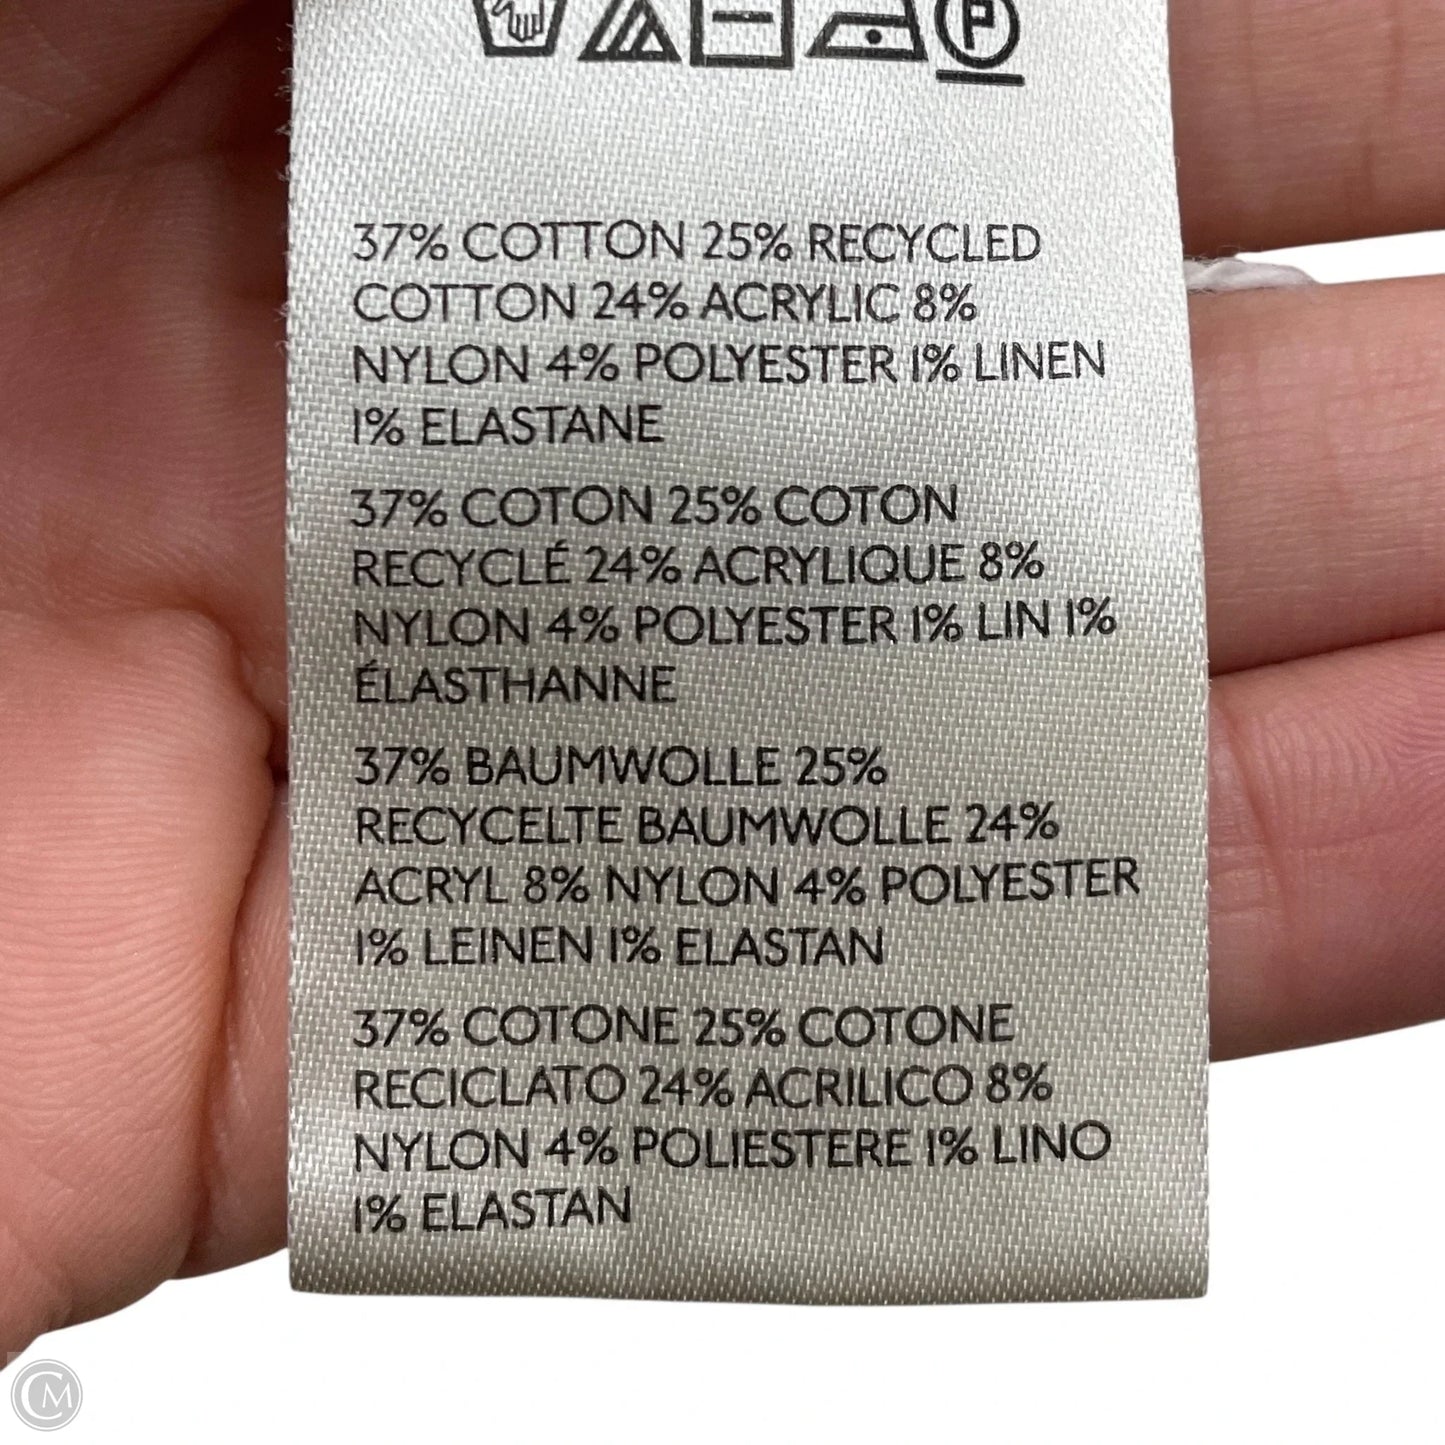 P
37% COTTON 25% RECYCLED
COTTON 24% ACRYLIC 8%
NYLON 4% POLYESTER 1% LINEN
1% ELASTANE
37% COTON 25% COTON
RECYCLÉ 24% ACRYLIQUE 8%
NYLON 4% POLYESTER 1% LIN 1%
ÉLASTHANNE
37% BAUMWOLLE 25%
RECYCELTE BAUMWOLLE 24%
ACRYL 8% NYLON 4% POLYESTER
1% LEINEN 1% ELASTAN
37% COTONE 25% COTONE
RECICLATO 24% ACRILICO 8%
NYLON 4% POLIESTERE 1% LINO
1% ELASTAN
CM